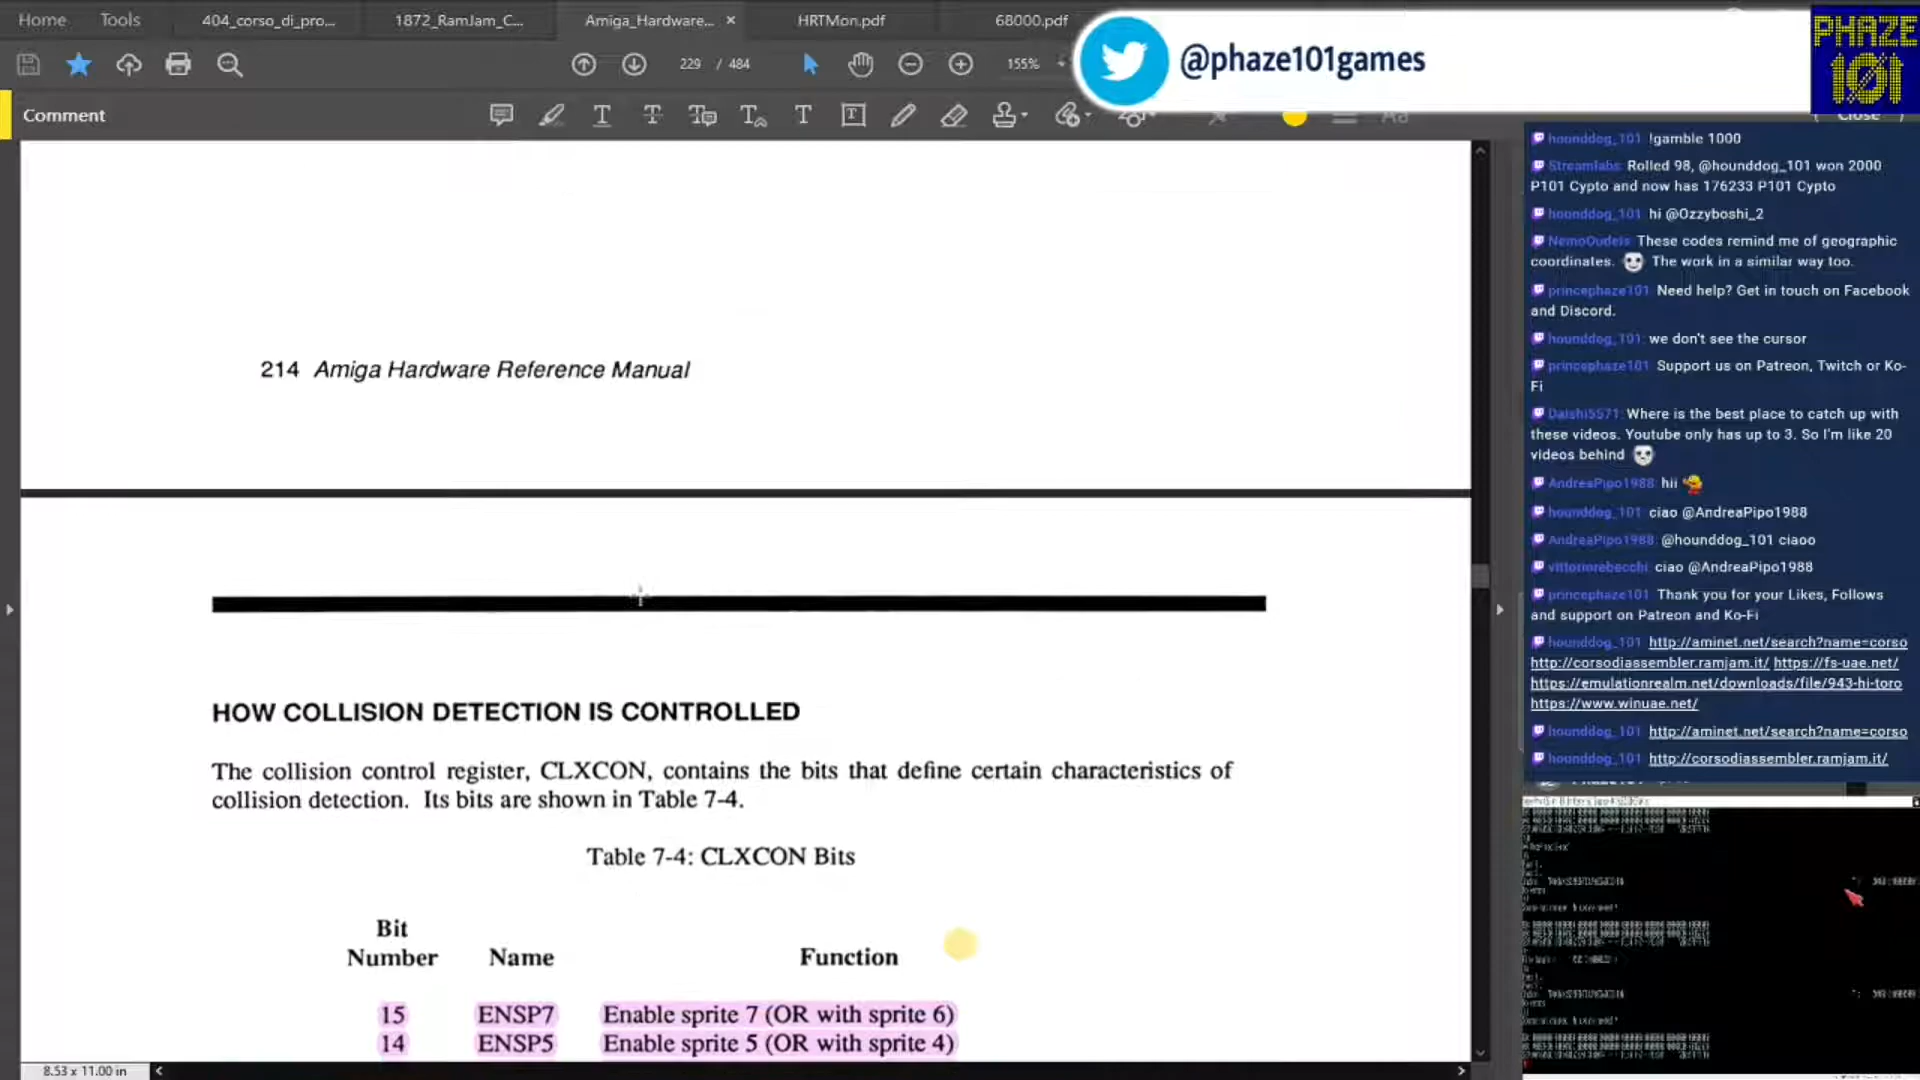 Home
Tools
404_corso_di_pro...
1872_RamJam_C...
Amiga_Hardware...
HRTMon.pdf
68000.pdf
@phaze101games
PHAZE
101
229 / 484
155%
Comment
Close
214 Amiga Hardware Reference Manual
HOW COLLISION DETECTION IS CONTROLLED
The collision control register, CLXCON, contains the bits that define certain characteristics of
collision detection. Its bits are shown in Table 7-4.
Table 7-4: CLXCON Bits
Bit
Number Name Function
15 ENSP7 Enable sprite 7 (OR with sprite 6)
14 ENSP5 Enable sprite 5 (OR with sprite 4)
8.53 x 11.00 in
hounddog_101 !gamble 1000
Streamlabs: Rolled 98, @hounddog_101 won 2000
P101 Cypto and now has 176233 P101 Cypto
hounddog_101 hi @Ozzyboshi_2
NemoOudeis: These codes remind me of geographic
coordinates. The work in a similar way too.
princephaze101 Need help? Get in touch on Facebook
and Discord.
hounddog_101: we don't see the cursor
princephaze101 Support us on Patreon, Twitch or Ko-
Fi
Daishi5571: Where is the best place to catch up with
these videos. Youtube only has up to 3. So I'm like 20
videos behind
AndreaPipo1988: hii
hounddog_101 ciao @AndreaPipo1988
AndreaPipo1988: @hounddog_101 ciaoo
vittoriorebecchi ciao @AndreaPipo1988
princephaze101 Thank you for your Likes, Follows
and support on Patreon and Ko-Fi
hounddog_101 http://aminet.net/search?name=corso
http://corsodiassembler.ramjam.it/ https://fs-uae.net/
https://emulationrealm.net/downloads/file/943-hi-toro
https://www.winuae.net/
hounddog_101 http://aminet.net/search?name=corso
hounddog_101 http://corsodiassembler.ramjam.it/